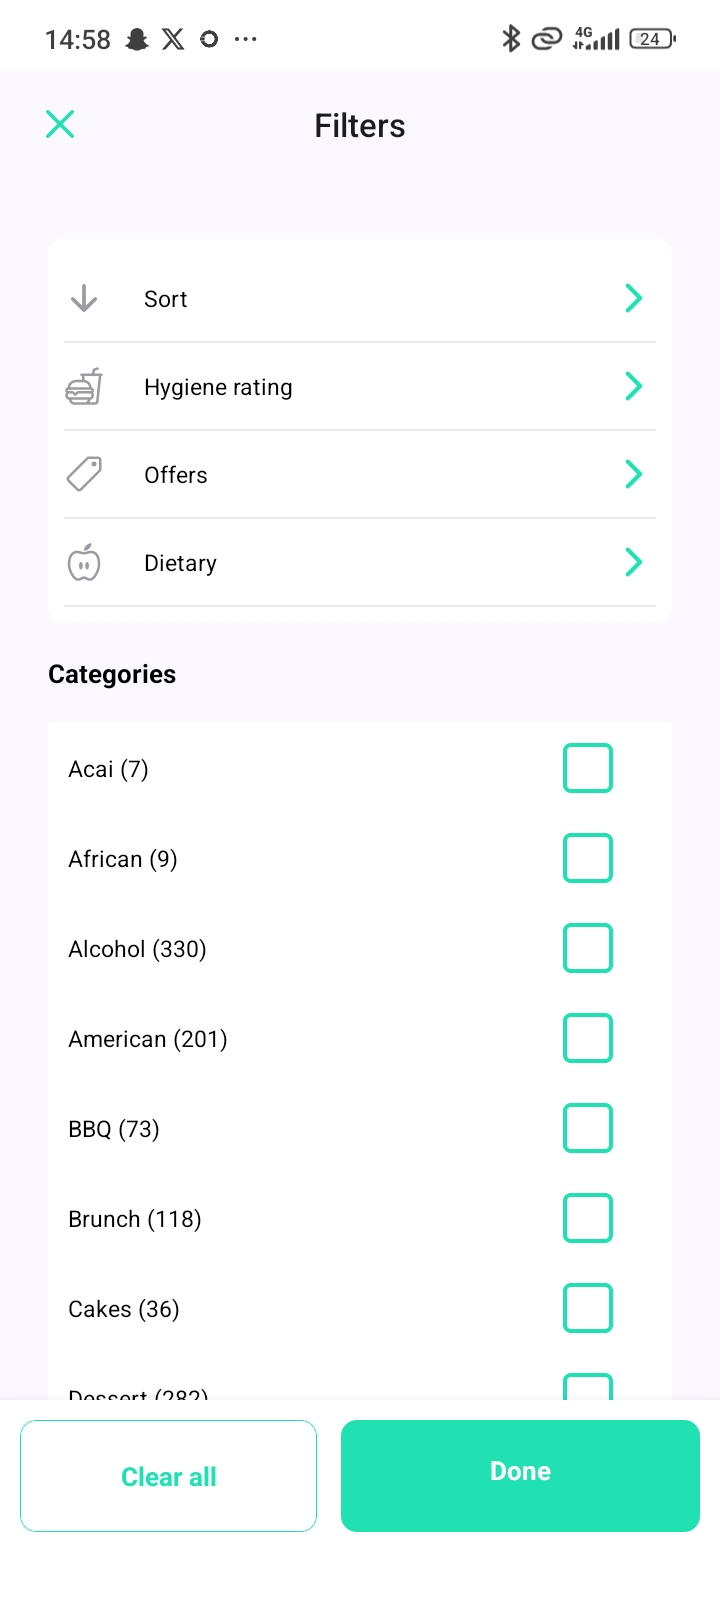 14:58
4G
24
Filters
Sort
Hygiene rating
Offers
Dietary
Categories
Acai (7)
African (9)
Alcohol (330)
American (201)
BBQ (73)
Brunch (118)
Cakes (36)
Dessert (282)
Clear all
Done